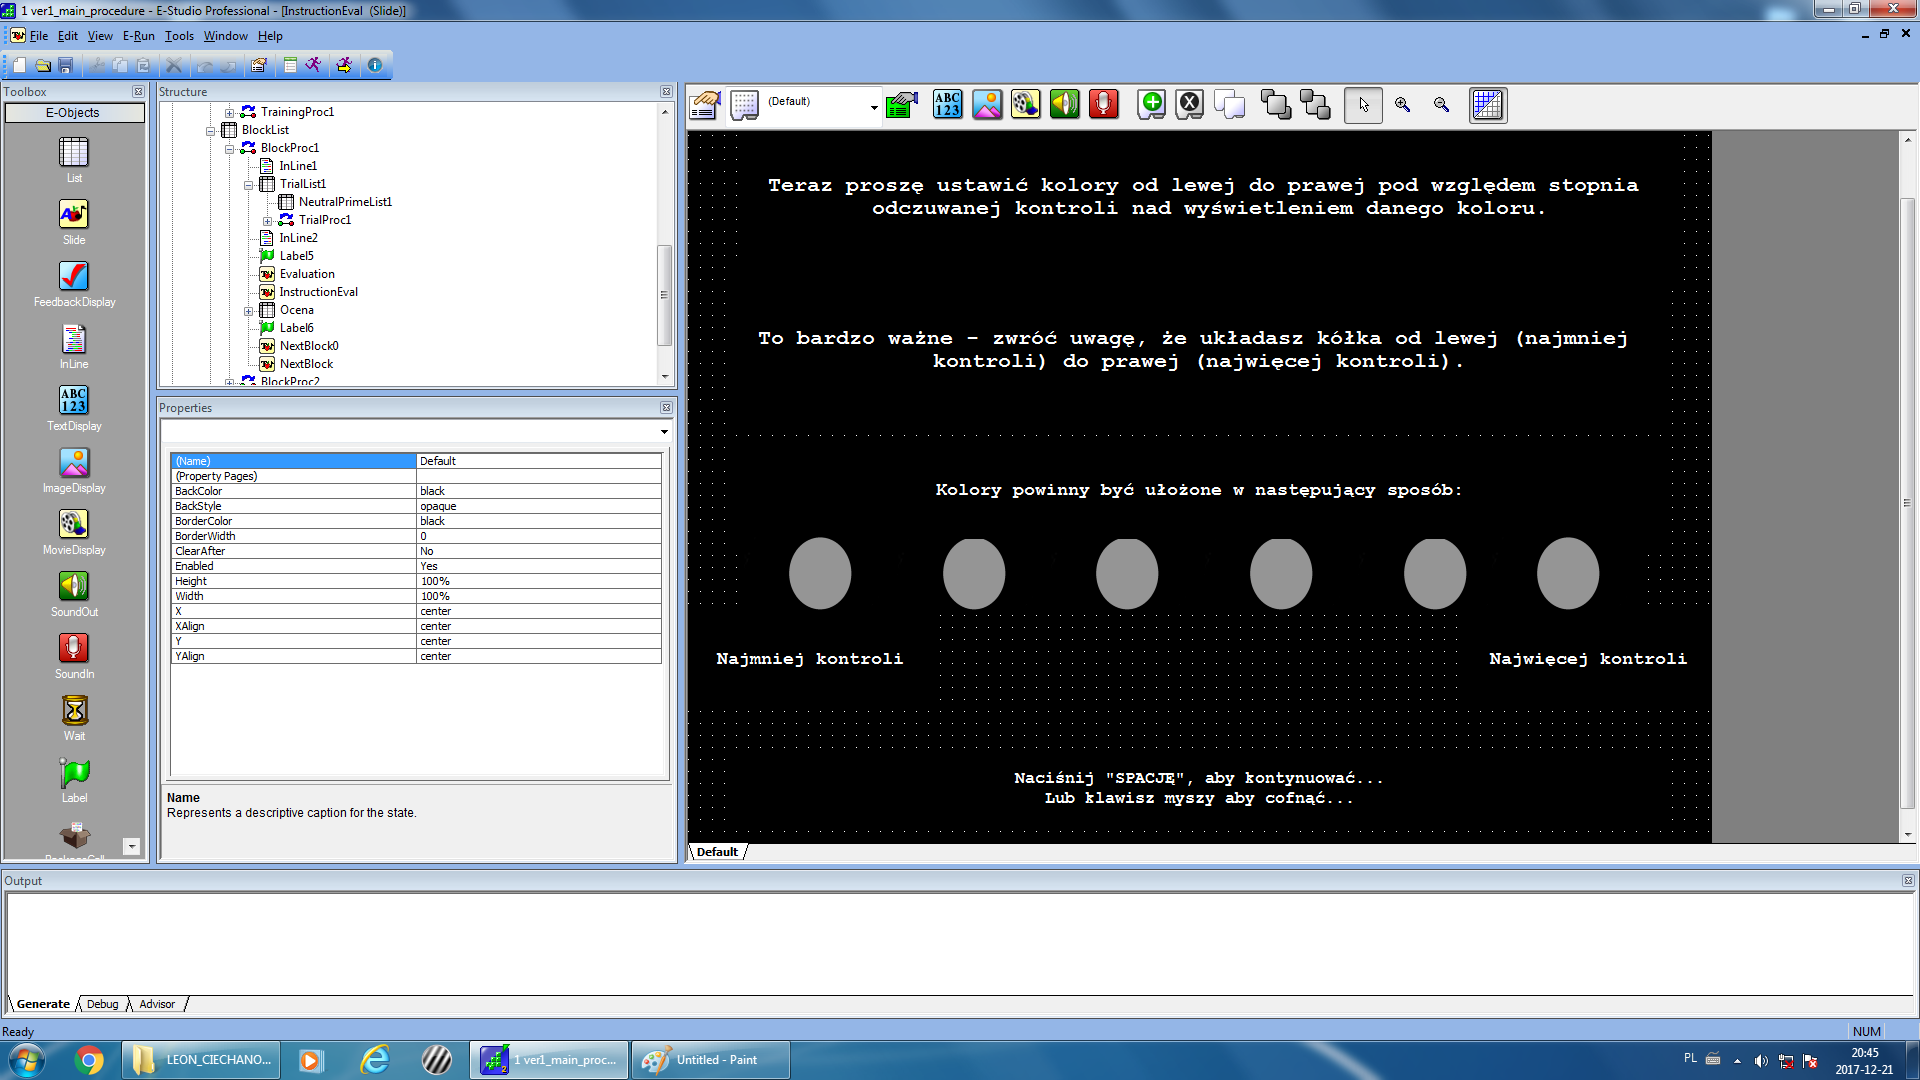 1 ver1_main_procedure - E-Studio Professional - [InstructionEval (Slide)]
File Edit View E-Run Tools Window Help
Toolbox
E-Objects
List
Slide
FeedbackDisplay
InLine
ABC
123
TextDisplay
ImageDisplay
MovieDisplay
SoundOut
SoundIn
Wait
Label
PackageCall
Structure
TrainingProc1
BlockList
BlockProc1
InLine1
TrialList1
NeutralPrimeList1
TrialProc1
InLine2
Label5
Evaluation
InstructionEval
Ocena
Label6
NextBlock0
NextBlock
BlockProc2
Properties
(Name) Default
(Property Pages)
BackColor black
BackStyle opaque
BorderColor black
BorderWidth 0
ClearAfter No
Enabled Yes
Height 100%
Width 100%
X center
XAlign center
Y center
YAlign center
Name
Represents a descriptive caption for the state.
(Default)
ABC
123
Teraz proszę ustawić kolory od lewej do prawej pod względem stopnia
odczuwanej kontroli nad wyświetleniem danego koloru.
To bardzo ważne - zwróć uwagę, że układasz kółka od lewej (najmniej
kontroli) do prawej (najwięcej kontroli).
Kolory powinny być ułożone w następujący sposób:
Najmniej kontroli
Najwięcej kontroli
Naciśnij "SPACJĘ", aby kontynuować...
Lub klawisz myszy aby cofnąć...
Default
Output
Generate Debug Advisor
Ready
NUM
LEON_CIECHANO...
1 ver1_main_proc...
Untitled - Paint
PL
20:45
2017-12-21